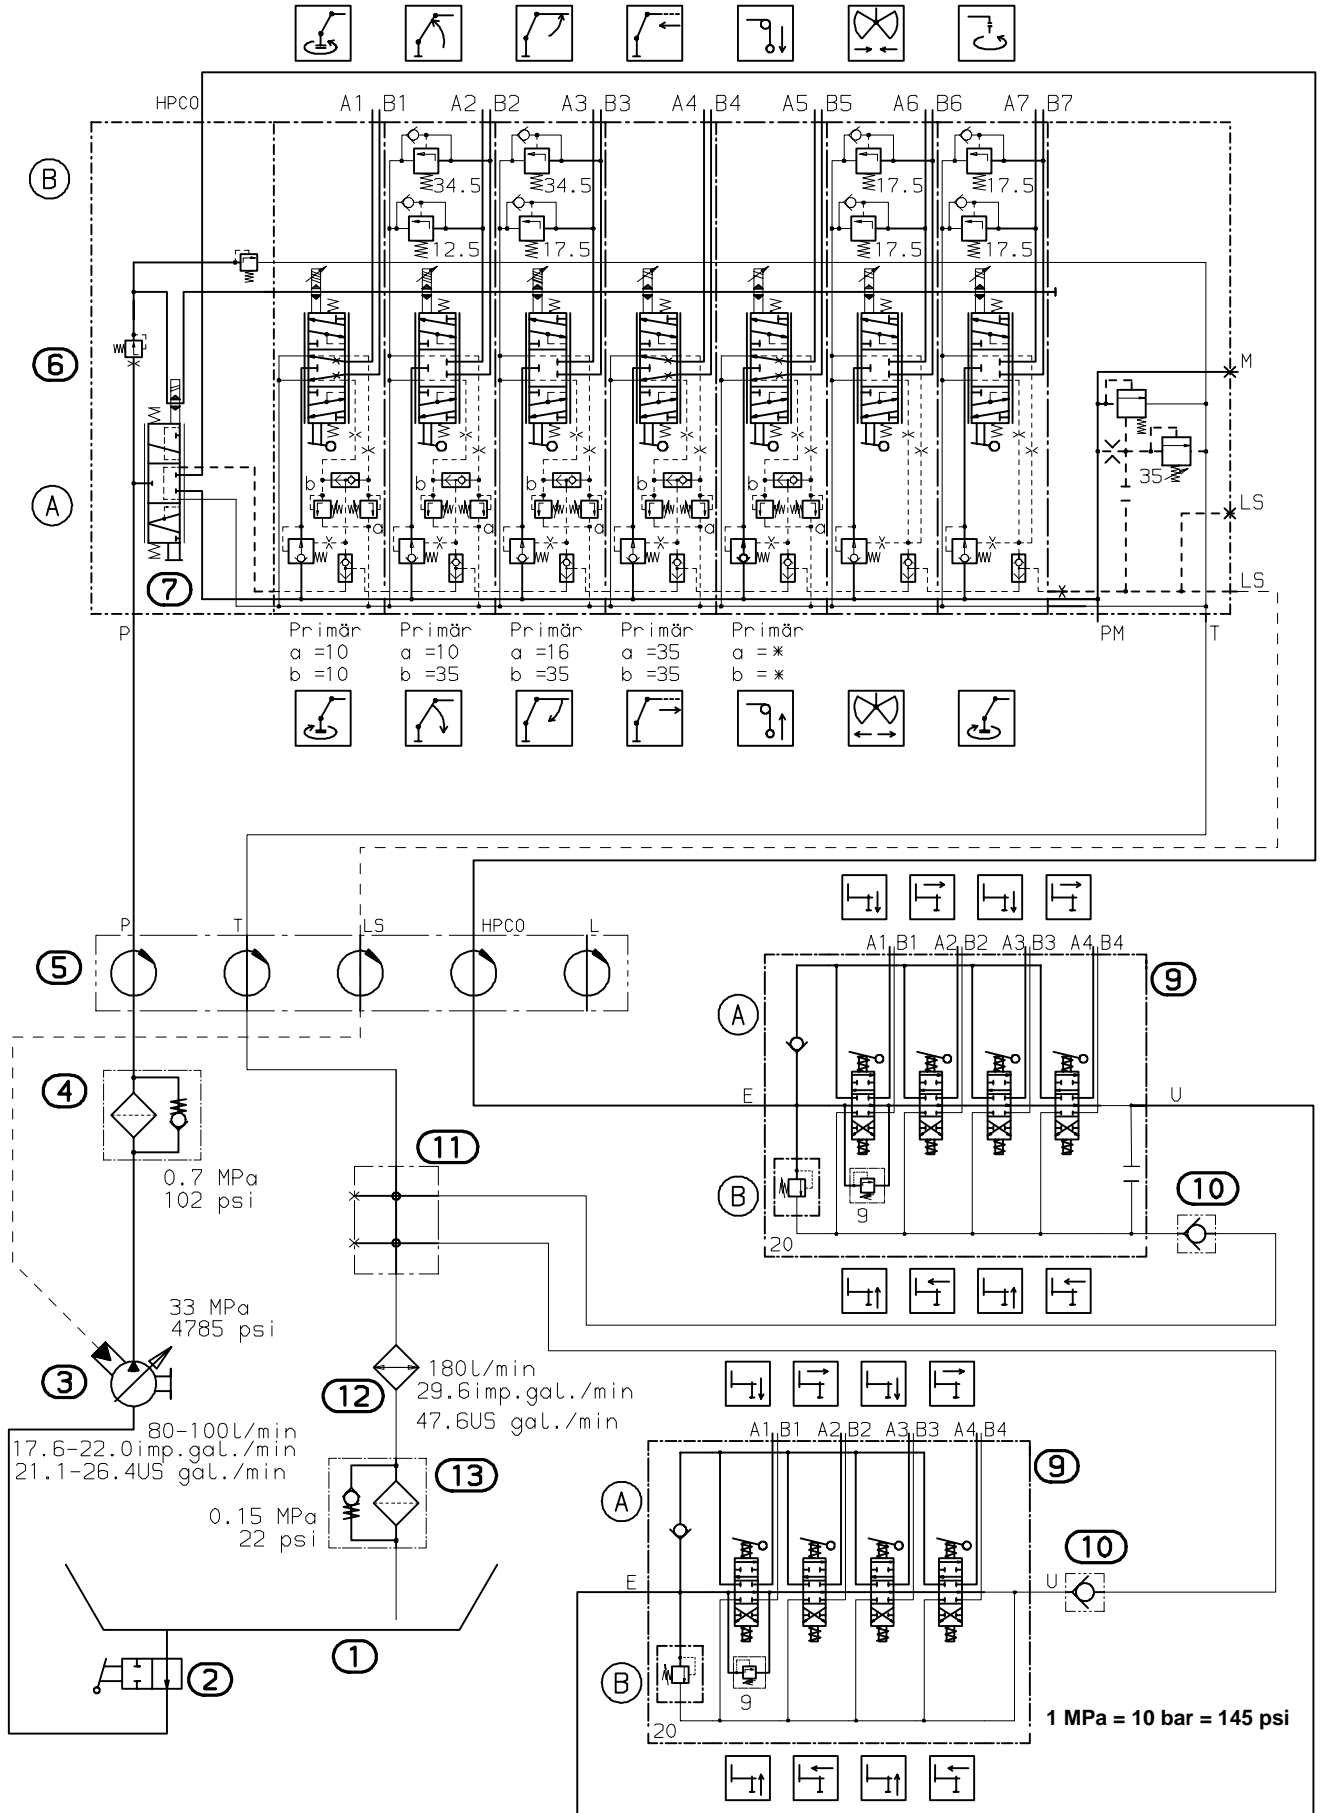 HPCO A1 B1 A2 B2 A3 B3 A4 B4 A5 B5 A6 B6 A7 B7
B
34.5 34.5 17.5 17.5
12.5 17.5 17.5 17.5
6
M
35
b b b b
A
LS
a a a a
7
LS
P PM T
Primär Primär Primär Primär Primär
a =10 a =10 a =16 a =35 a =*
b =10 b =35 b =35 b =35 b =*
P T LS HPCO L
5
A1 B1 A2 B2 A3 B3 A4 B4
9
A
4
E U
11
0.7 MPa
102 psi
B
10
9
20
33 MPa
4785 psi
3
12
180l/min
29.6imp.gal./min
47.6US gal./min
80-100l/min
17.6-22.0imp.gal./min
21.1-26.4US gal./min
A1 B1 A2 B2 A3 B3 A4 B4
9
13
A
0.15 MPa
22 psi
10
E U
1
2
B
9
20
1 MPa = 10 bar = 145 psi